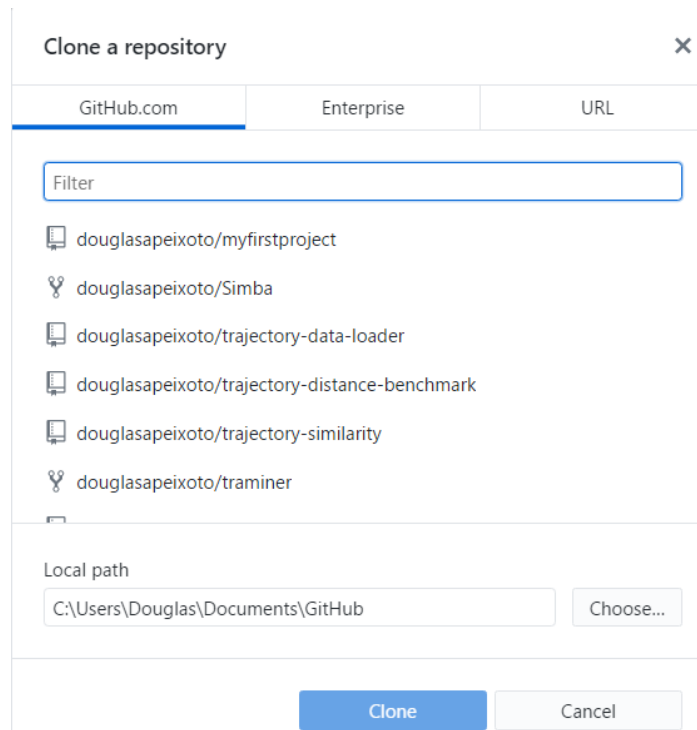 Clone a repository
GitHub.com Enterprise URL
Filter
douglasapeixoto/myfirstproject
douglasapeixoto/Simba
douglasapeixoto/trajectory-data-loader
douglasapeixoto/trajectory-distance-benchmark
douglasapeixoto/trajectory-similarity
douglasapeixoto/traminer
Local path
C:\Users\Douglas\Documents\GitHub Choose...
Clone Cancel